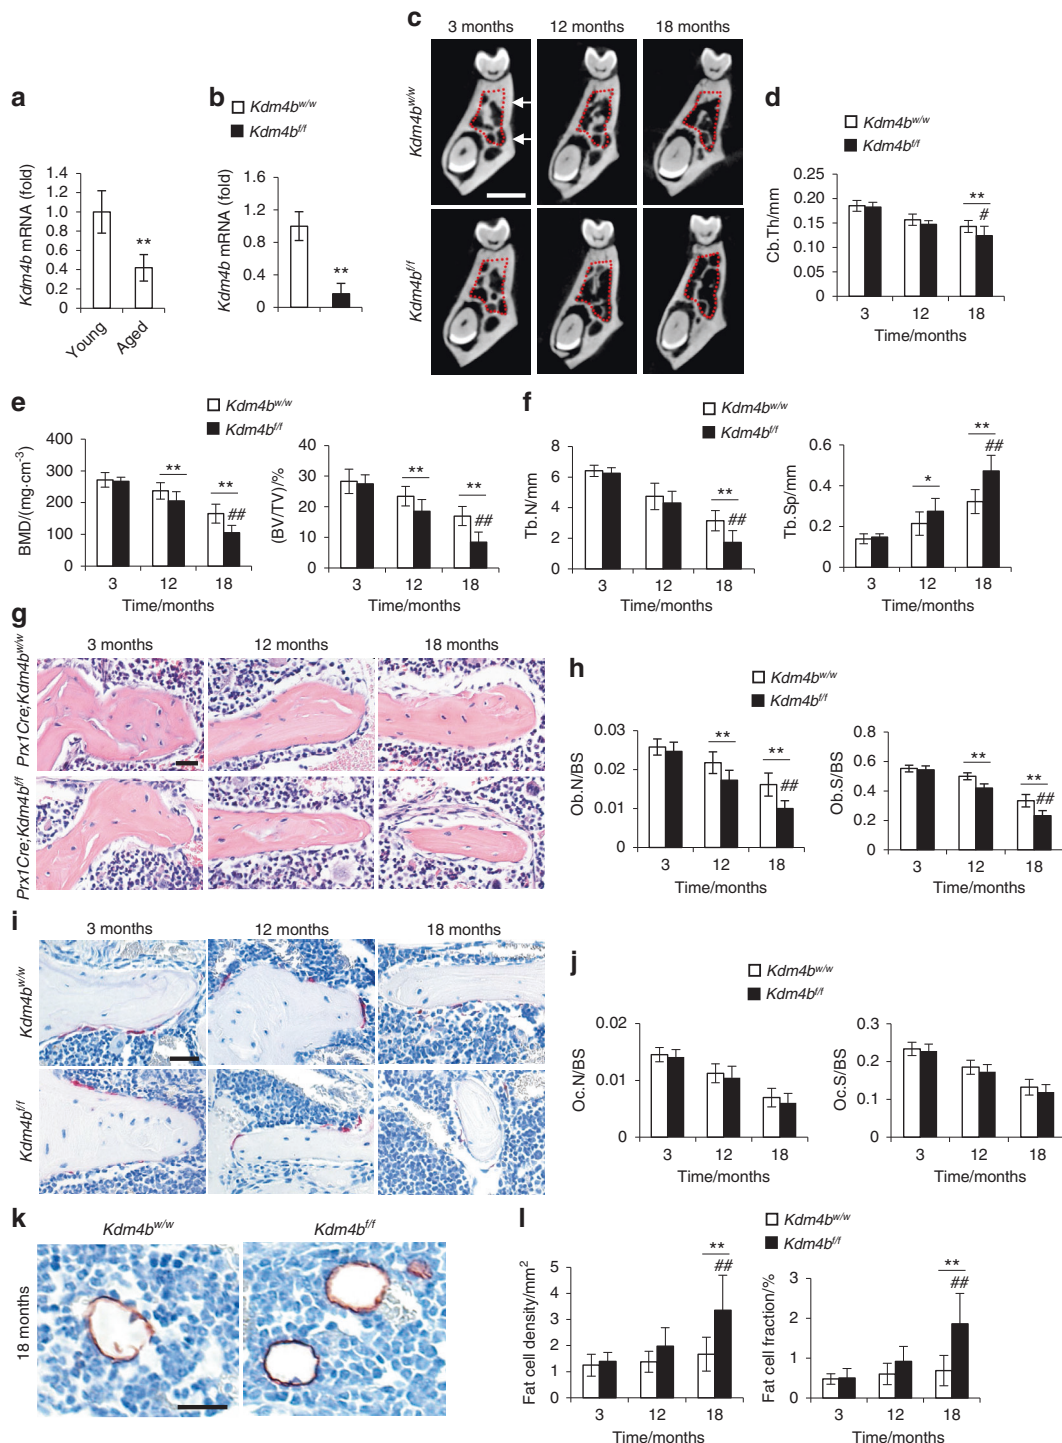 a
Kdm4b mRNA (fold)
1.4
1.2
1.0
0.8
0.6
0.4
0.2
0
**
Young
Aged
b
Kdm4b^w/w
Kdm4b^f/f
Kdm4b mRNA (fold)
1.4
1.0
0.6
0.4
0
**
c
3 months
12 months
18 months
Kdm4b^w/w
Kdm4b^f/f
d
Kdm4b^w/w
Kdm4b^f/f
Cb.Th/mm
0.25
0.20
0.15
0.10
0.05
0.00
**
#
3
12
18
Time/months
e
Kdm4b^w/w
Kdm4b^f/f
BMD/(mg·cm⁻³)
400
300
200
100
0
**
**
##
3
12
18
Time/months
(BV/TV)/%
40
30
20
10
0
**
**
##
3
12
18
Time/months
f
Kdm4b^w/w
Kdm4b^f/f
Tb.N/mm
8
6
4
2
0
**
##
3
12
18
Time/months
Tb.Sp/mm
0.6
0.4
0.2
0
*
**
##
3
12
18
Time/months
g
3 months
12 months
18 months
Prx1Cre;Kdm4b^w/w
Prx1Cre;Kdm4b^f/f
h
Kdm4b^w/w
Kdm4b^f/f
Ob.N/BS
0.03
0.02
0.01
0
**
**
##
3
12
18
Time/months
Ob.S/BS
0.8
0.6
0.4
0.2
0
**
**
##
3
12
18
Time/months
i
3 months
12 months
18 months
Kdm4b^w/w
Kdm4b^f/f
j
Kdm4b^w/w
Kdm4b^f/f
Oc.N/BS
0.02
0.01
0
3
12
18
Time/months
Oc.S/BS
0.3
0.2
0.1
0
3
12
18
Time/months
k
Kdm4b^w/w
Kdm4b^f/f
18 months
l
Kdm4b^w/w
Kdm4b^f/f
Fat cell density/mm²
5
4
3
2
1
0
**
##
3
12
18
Time/months
Fat cell fraction/%
3
2
1
0
**
##
3
12
18
Time/months